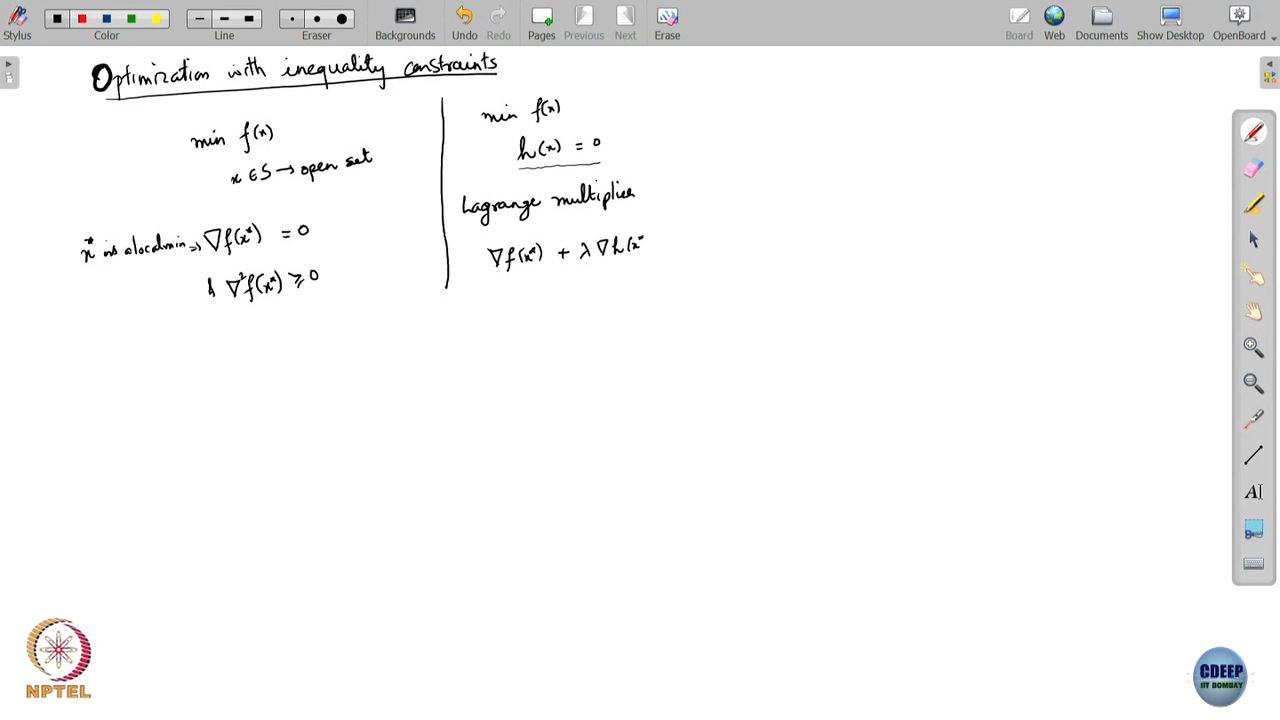 Stylus
Color
Line
Eraser
Backgrounds
Undo
Redo
Pages
Previous
Next
Erase
Board
Web
Documents
Show Desktop
OpenBoard
Optimization with inequality constraints
min f(x)
x ∈ S → open set
x* is a local min ⇒ ∇f(x*) = 0
& ∇²f(x*) ⩾ 0
min f(x)
h(x) = 0
Lagrange multiplier
∇f(x*) + λ ∇h(x*
NPTEL
CDEEP
IIT BOMBAY